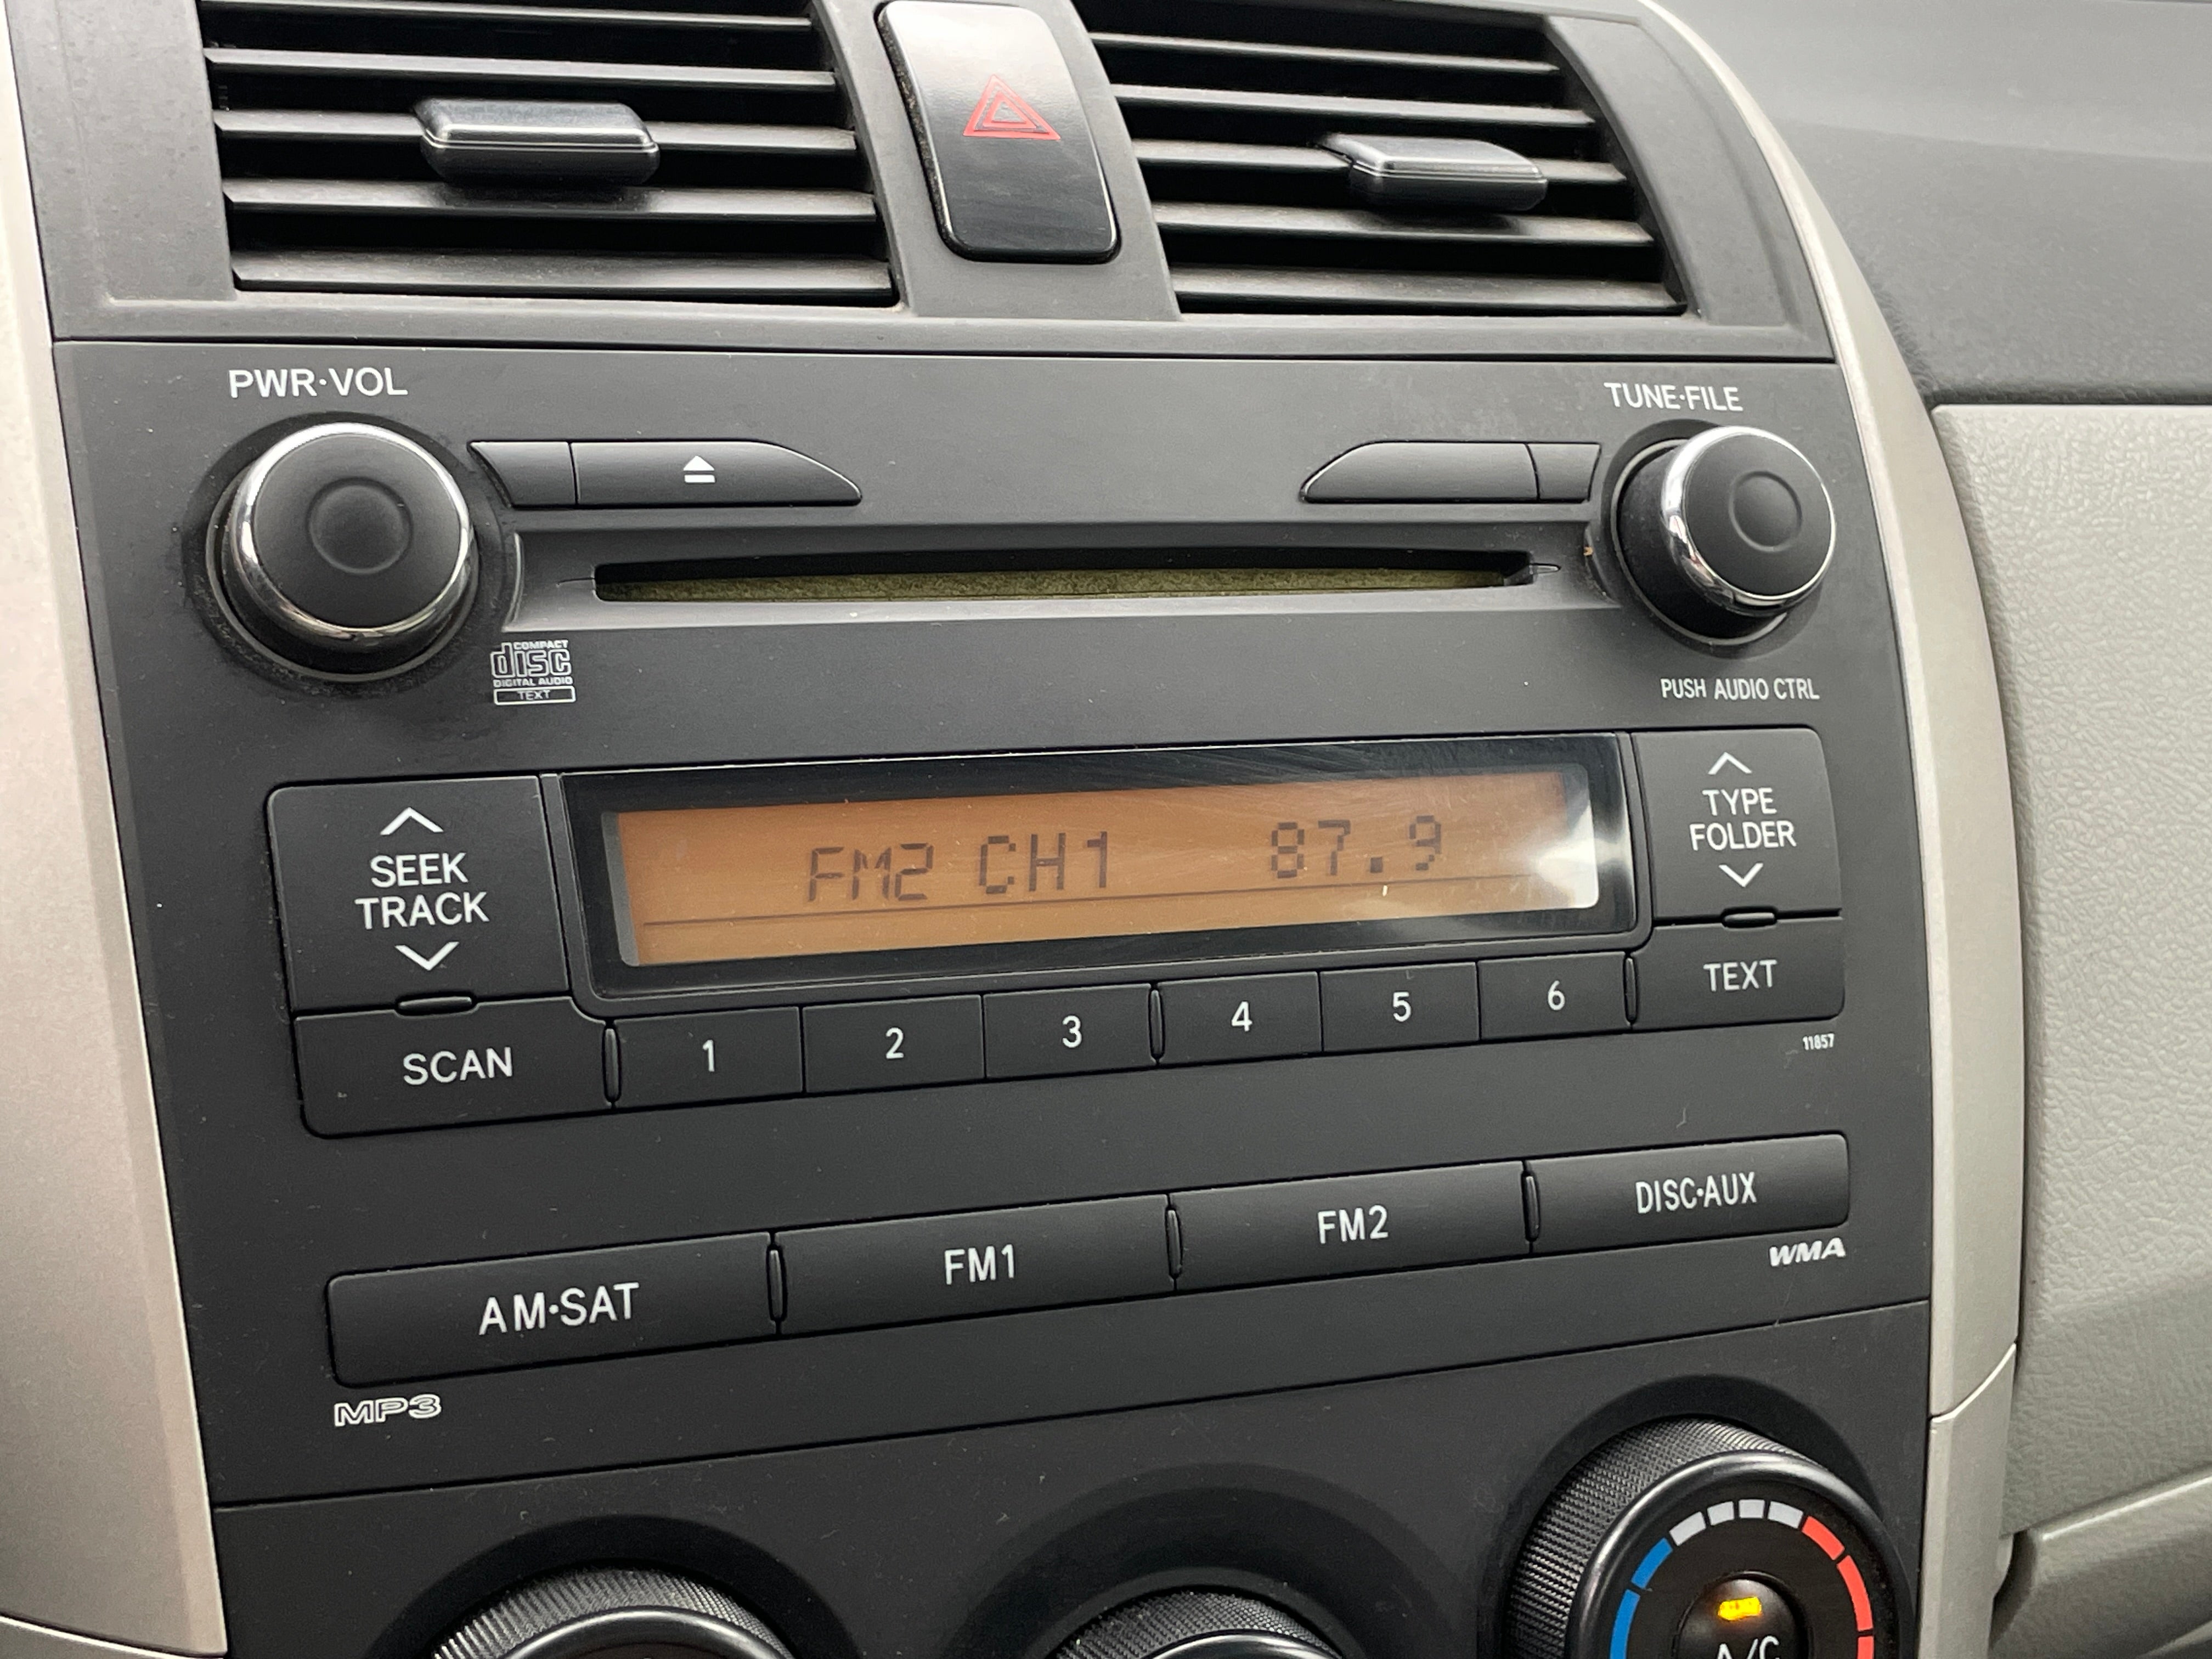 PWR·VOL
TUNE·FILE
COMPACT
disc
DIGITAL AUDIO
TEXT
PUSH AUDIO CTRL
SEEK
TRACK
FM2 CH1 87.9
TYPE
FOLDER
SCAN
1 2 3 4 5 6
TEXT
11857
AM·SAT FM1 FM2 DISC·AUX
WMA
MP3
A/C